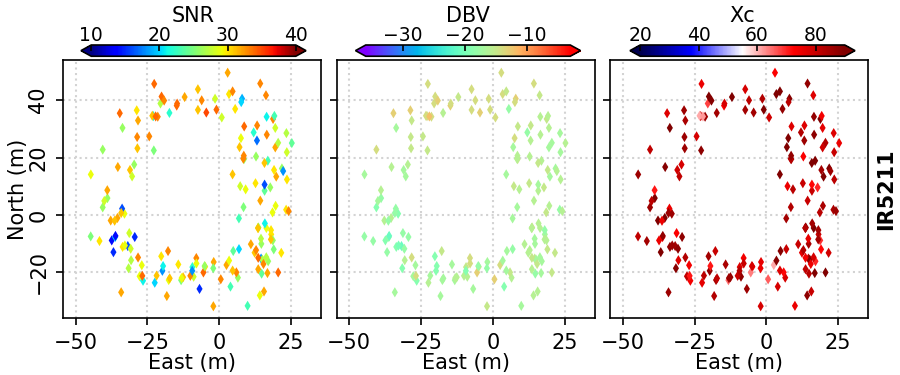 SNR DBV Xc
10 20 30 40 −30 −20 −10 20 40 60 80
North (m)
40
20
0
−20
−50 −25 0 25 −50 −25 0 25 −50 −25 0 25
East (m) East (m) East (m)
IR5211